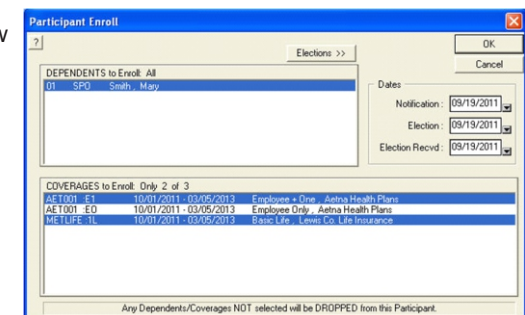 w
Participant Enroll
?
Elections >>
OK
Cancel
DEPENDENTS to Enroll: All
01 SPO Smith , Mary
Dates
Notification : 09/19/2011
Election : 09/19/2011
Election Recvd : 09/19/2011
COVERAGES to Enroll: Only 2 of 3
AET001 :E1 10/01/2011 - 03/05/2013 Employee + One , Aetna Health Plans
AET001 :EO 10/01/2011 - 03/05/2013 Employee Only , Aetna Health Plans
METLIFE :1L 10/01/2011 - 03/05/2013 Basic Life , Lewis Co. Life Insurance
Any Dependents/Coverages NOT selected will be DROPPED from this Participant.